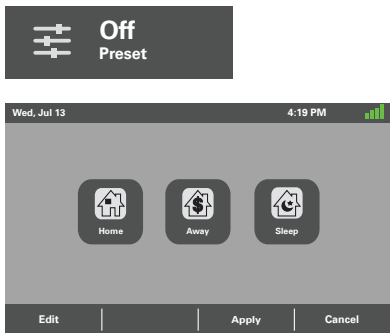 Off
Preset
Wed, Jul 13 4:19 PM
Home Away Sleep
Edit Apply Cancel